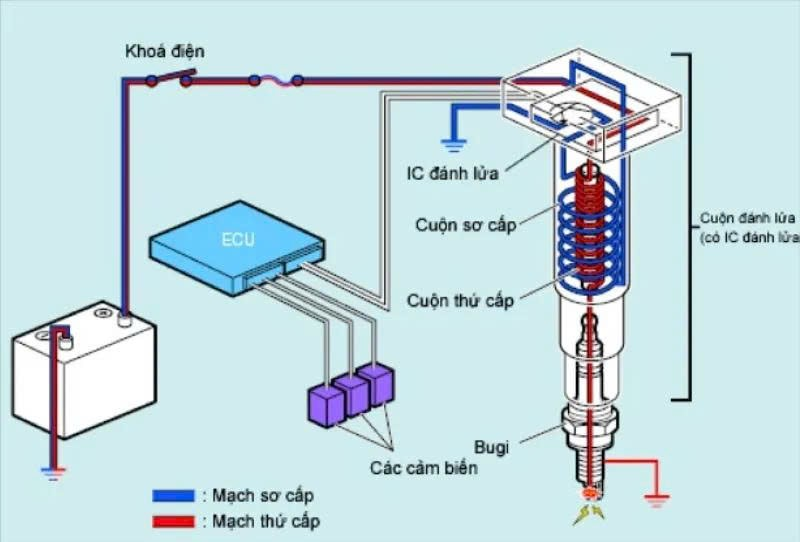 Khoá điện
IC đánh lửa
ECU
Cuộn sơ cấp
Cuộn đánh lửa
(có IC đánh lửa
Cuộn thứ cấp
Bugi
Các cảm biến
: Mạch sơ cấp
: Mạch thứ cấp